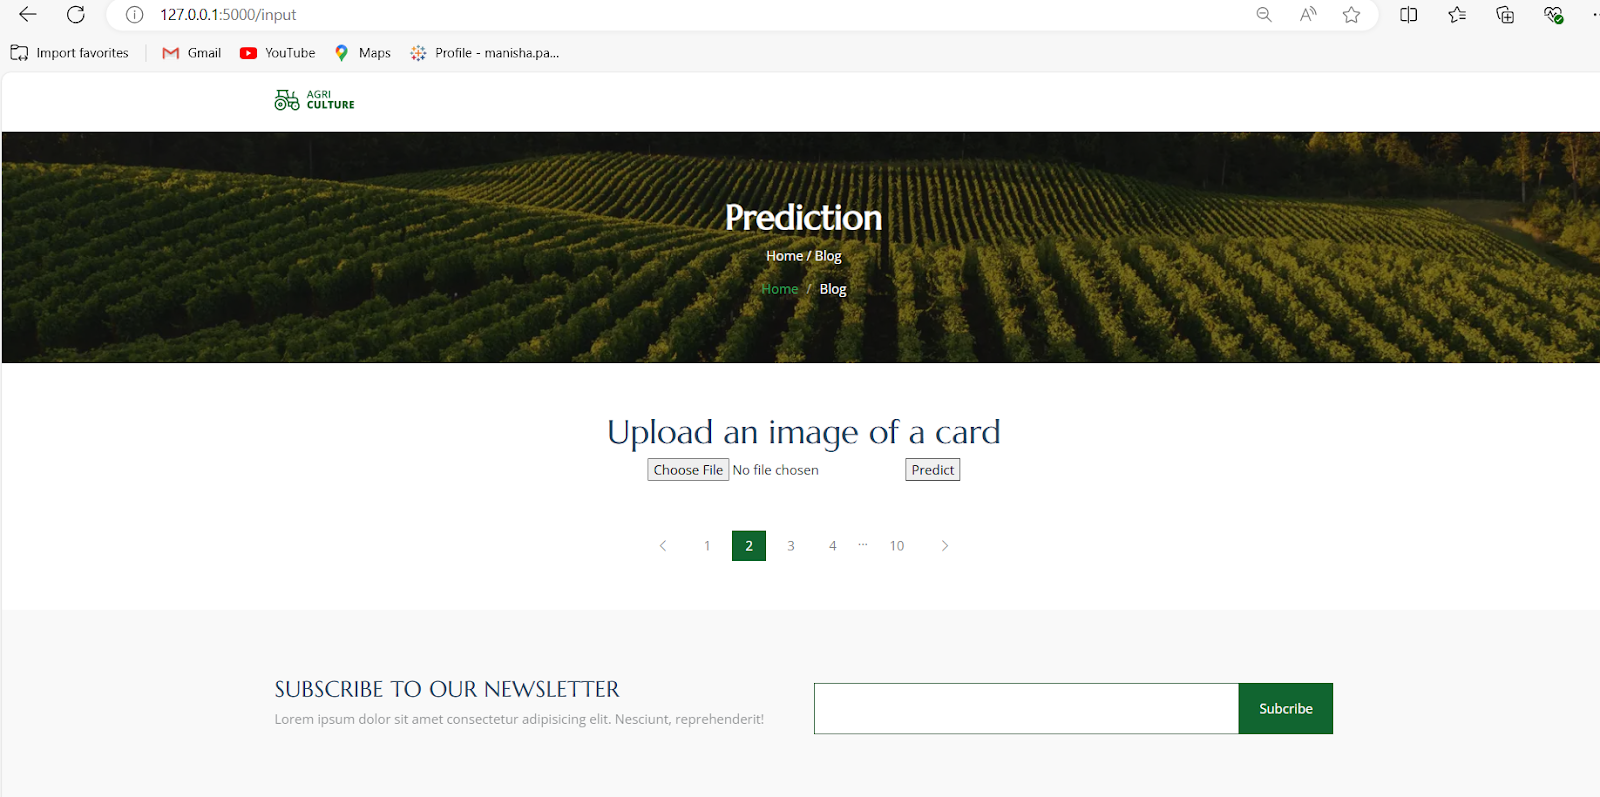 127.0.0.1:5000/input
Import favorites Gmail YouTube Maps Profile - manisha.pa...
AGRI
CULTURE
Prediction
Home / Blog
Home / Blog
Upload an image of a card
Choose File No file chosen Predict
1 2 3 4 ... 10
SUBSCRIBE TO OUR NEWSLETTER
Lorem ipsum dolor sit amet consectetur adipisicing elit. Nesciunt, reprehenderit!
Subcribe